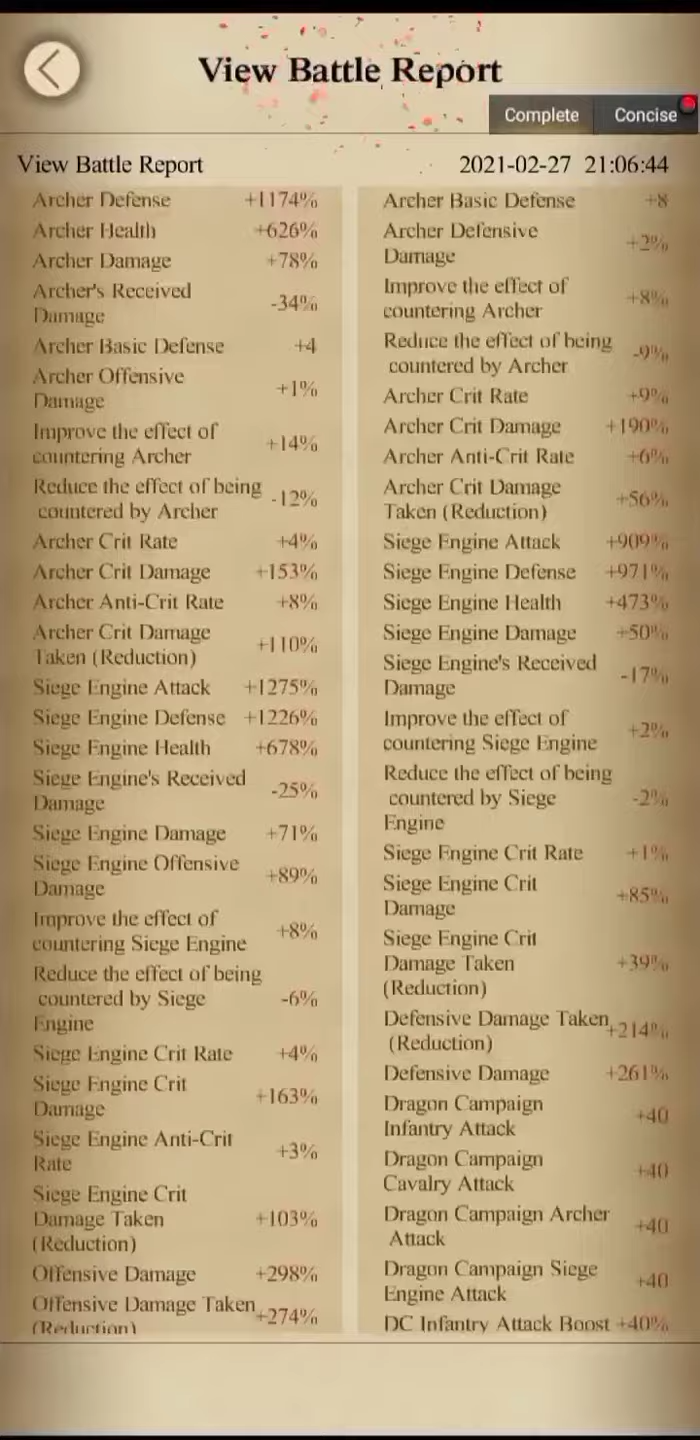 View Battle Report
Complete
Concise
View Battle Report
2021-02-27 21:06:44
Archer Defense +1174%
Archer Health +626%
Archer Damage +78%
Archer's Received
Damage -34%
Archer Basic Defense +4
Archer Offensive
Damage +1%
Improve the effect of
countering Archer +14%
Reduce the effect of being
countered by Archer -12%
Archer Crit Rate +4%
Archer Crit Damage +153%
Archer Anti-Crit Rate +8%
Archer Crit Damage
Taken (Reduction) +110%
Siege Engine Attack +1275%
Siege Engine Defense +1226%
Siege Engine Health +678%
Siege Engine's Received
Damage -25%
Siege Engine Damage +71%
Siege Engine Offensive
Damage +89%
Improve the effect of
countering Siege Engine +8%
Reduce the effect of being
countered by Siege
Engine -6%
Siege Engine Crit Rate +4%
Siege Engine Crit
Damage +163%
Siege Engine Anti-Crit
Rate +3%
Siege Engine Crit
Damage Taken
(Reduction) +103%
Offensive Damage +298%
Offensive Damage Taken
(Reduction) +274%
Archer Basic Defense +8
Archer Defensive
Damage +2%
Improve the effect of
countering Archer +8%
Reduce the effect of being
countered by Archer -9%
Archer Crit Rate +9%
Archer Crit Damage +190%
Archer Anti-Crit Rate +6%
Archer Crit Damage
Taken (Reduction) +56%
Siege Engine Attack +909%
Siege Engine Defense +971%
Siege Engine Health +473%
Siege Engine Damage +50%
Siege Engine's Received
Damage -17%
Improve the effect of
countering Siege Engine +2%
Reduce the effect of being
countered by Siege
Engine -2%
Siege Engine Crit Rate +1%
Siege Engine Crit
Damage +85%
Siege Engine Crit
Damage Taken
(Reduction) +39%
Defensive Damage Taken
(Reduction) +214%
Defensive Damage +261%
Dragon Campaign
Infantry Attack +40
Dragon Campaign
Cavalry Attack +40
Dragon Campaign Archer
Attack +40
Dragon Campaign Siege
Engine Attack +40
DC Infantry Attack Boost +40%